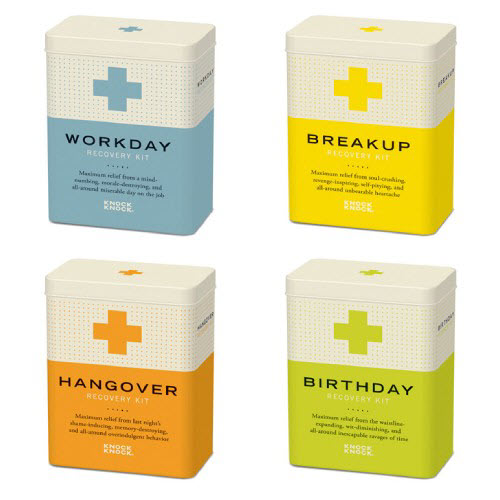 WORKDAY
RECOVERY KIT
Maximum relief from a mind-
numbing, morale-destroying, and
all-around miserable day on the job
KNOCK
KNOCK.
WORKDAY
BREAKUP
RECOVERY KIT
Maximum relief from soul-crushing,
revenge-inspiring, self-pitying, and
all-around unbearable heartache
KNOCK
KNOCK.
BREAKUP
HANGOVER
RECOVERY KIT
Maximum relief from last night's
shame-inducing, memory-destroying,
and all-around overindulgent behavior
KNOCK
KNOCK.
HANGOVER
BIRTHDAY
RECOVERY KIT
Maximum relief from the waistline-
expanding, wit-diminishing, and
all-around inescapable ravages of time
KNOCK
KNOCK.
BIRTHDAY